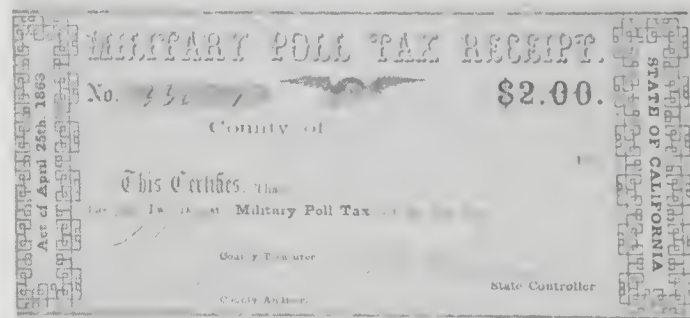 MILITARY POLL TAX RECEIPT.
No.
$2.00.
County of
This Certifies,
Military Poll Tax
County Treasurer
State Controller
County Auditor.
Act of April 25th, 1863
STATE OF CALIFORNIA